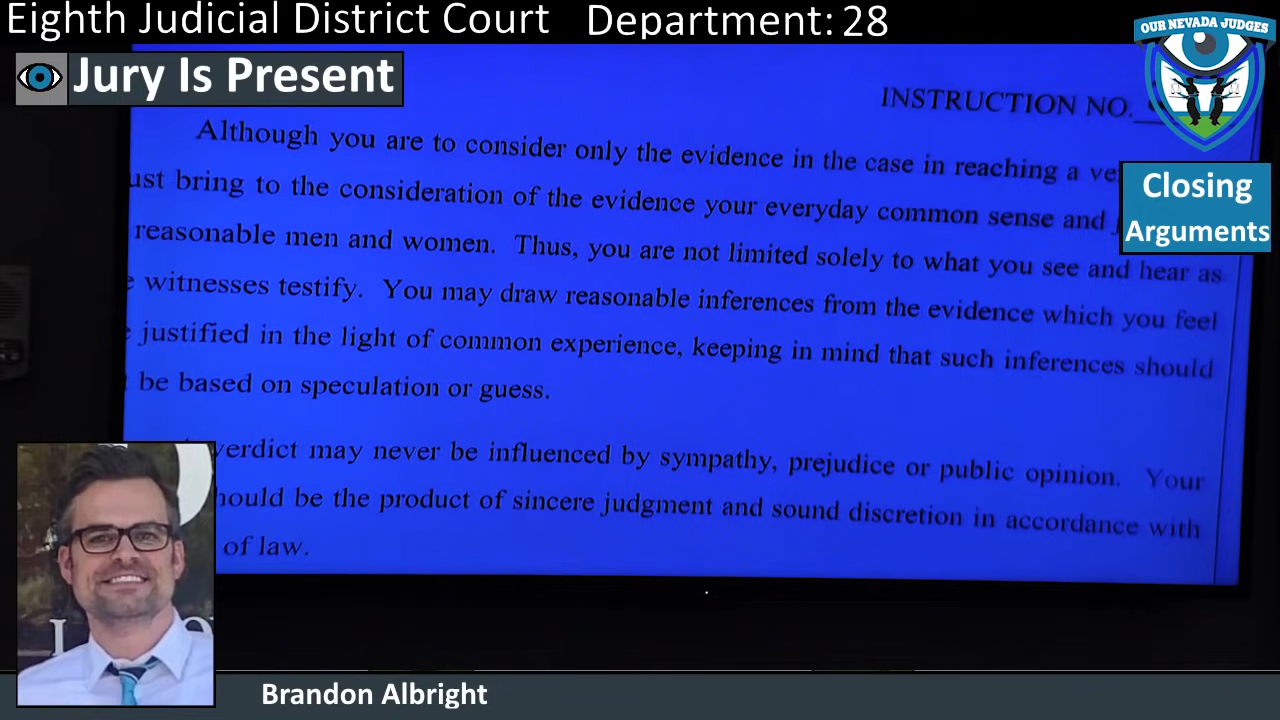 Eighth Judicial District Court Department: 28
OUR NEVADA JUDGES
Jury Is Present
INSTRUCTION NO.
Although you are to consider only the evidence in the case in reaching a
bring to the consideration of the evidence your everyday common sense and
reasonable men and women. Thus, you are not limited solely to what you see and hear as
witnesses testify. You may draw reasonable inferences from the evidence which you feel
justified in the light of common experience, keeping in mind that such inferences should
be based on speculation or guess.
verdict may never be influenced by sympathy, prejudice or public opinion. Your
be the product of sincere judgment and sound discretion in accordance with
of law.
Closing
Arguments
Brandon Albright